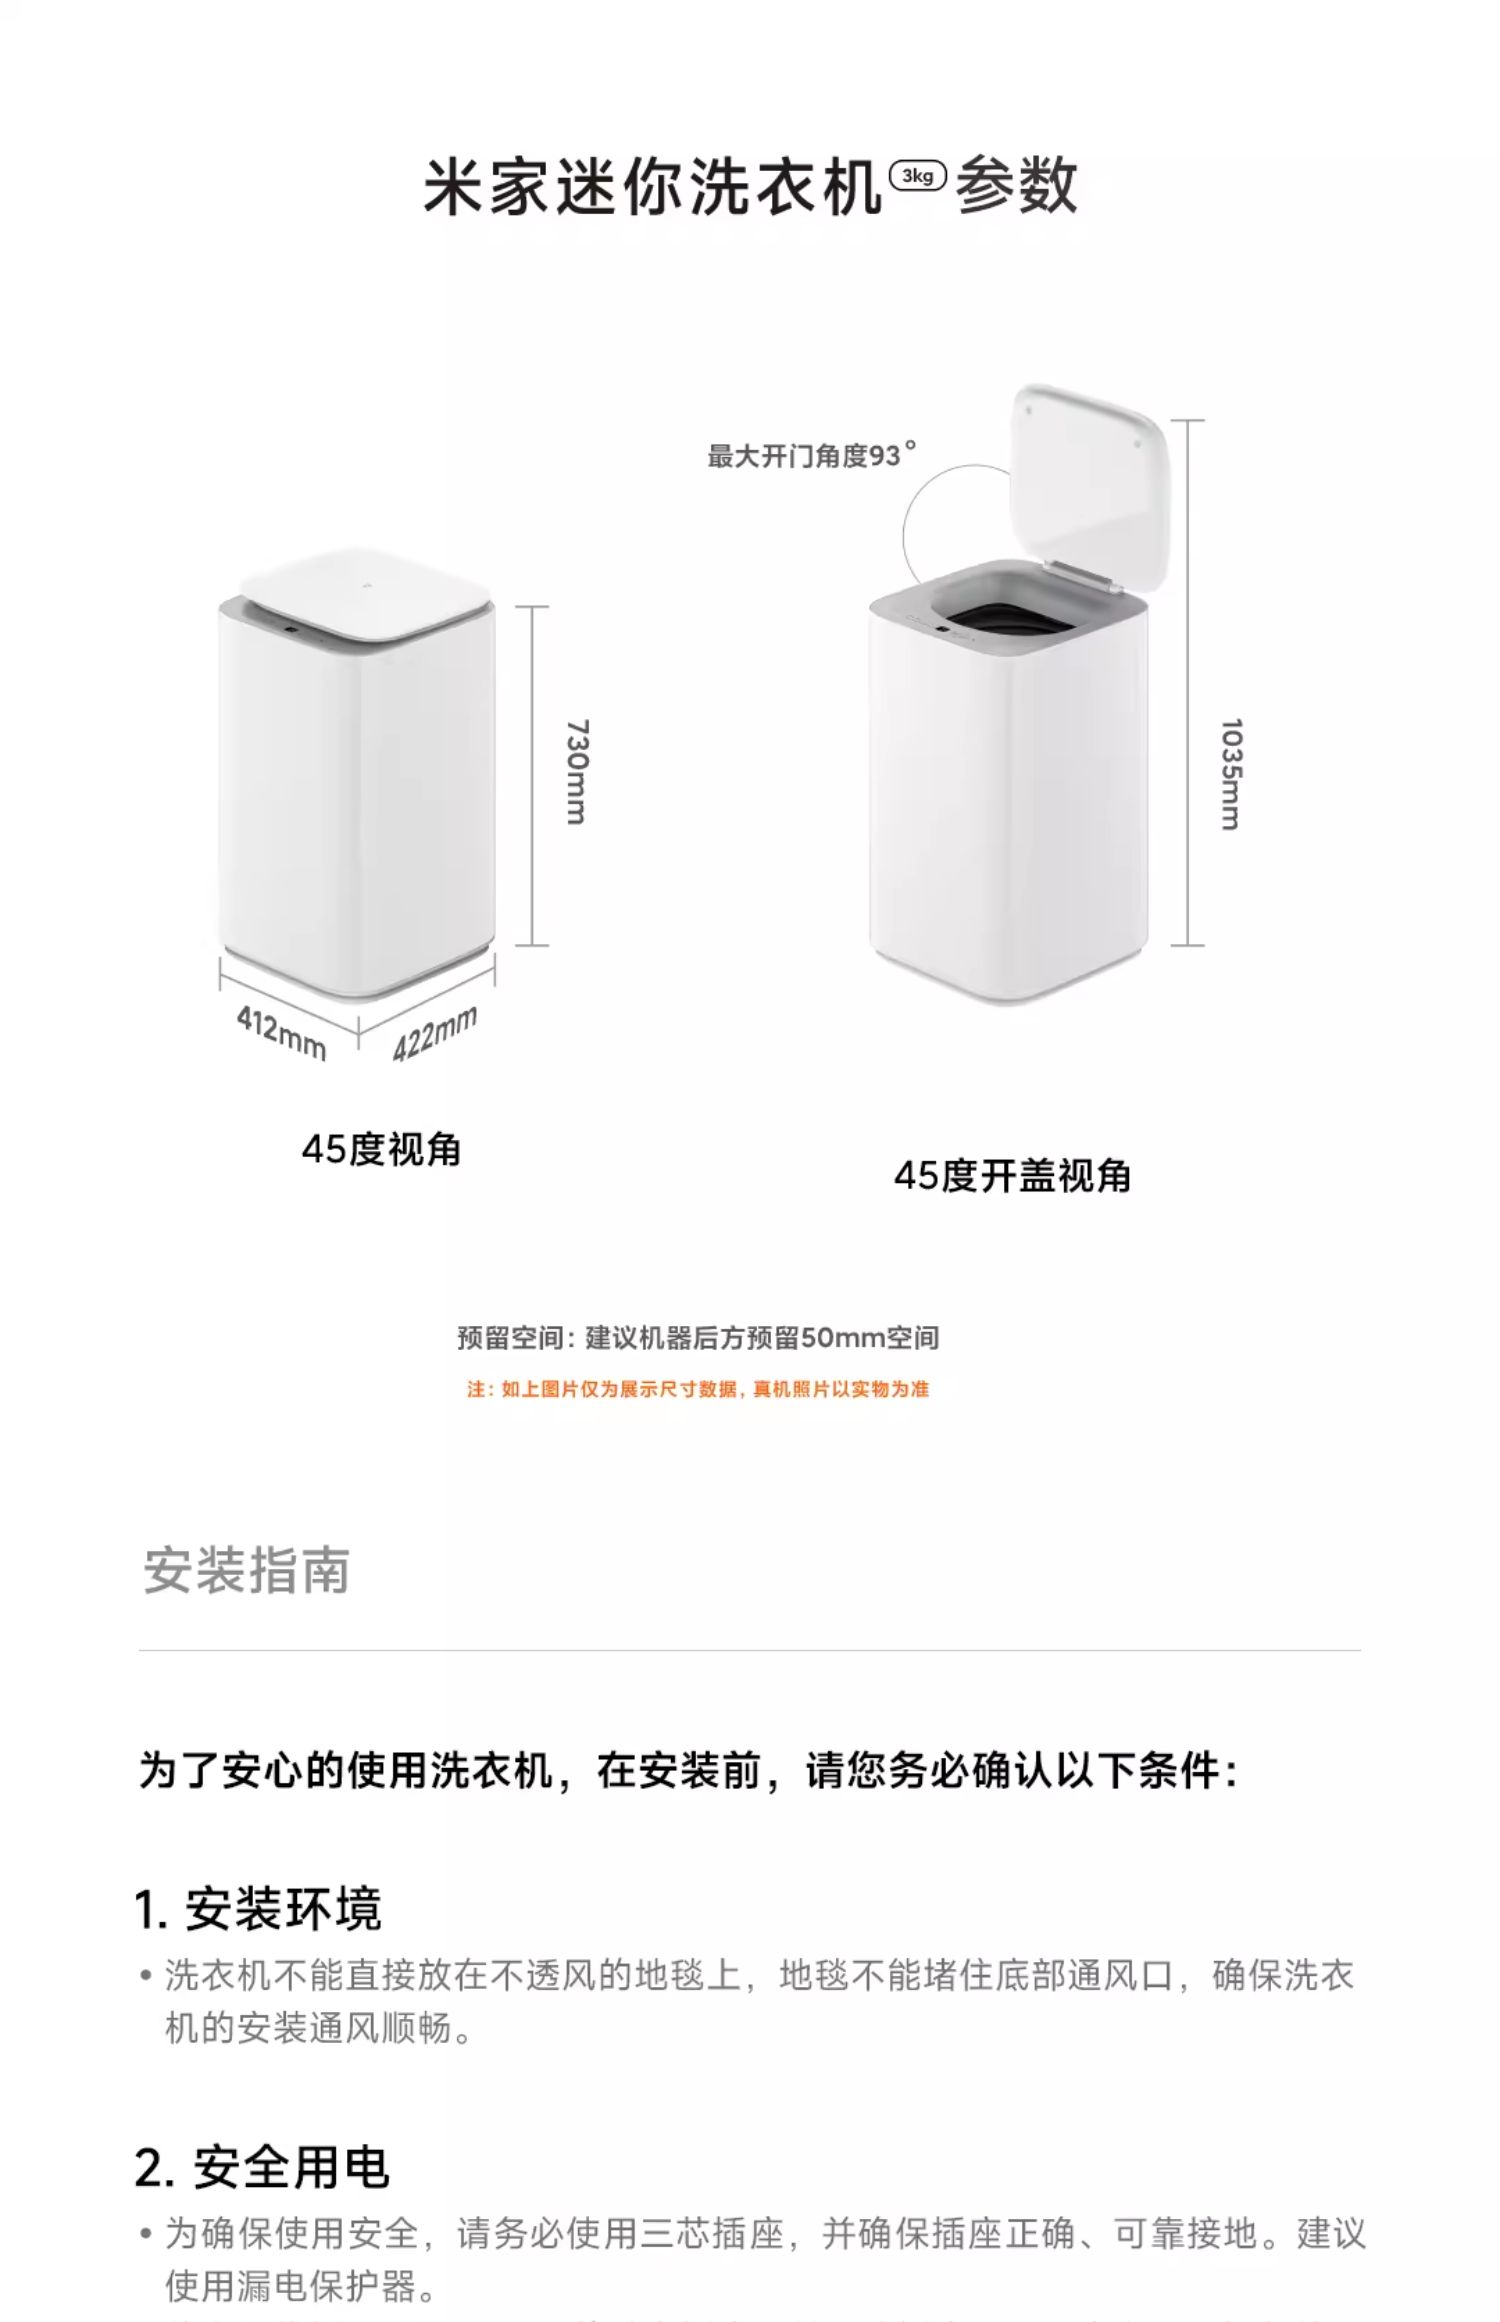 米家迷你洗衣机 3kg 参数
最大开门角度93°
730mm
1035mm
412mm
422mm
45度视角
45度开盖视角
预留空间：建议机器后方预留50mm空间
注：如上图片仅为展示尺寸数据，真机照片以实物为准
安装指南
为了安心的使用洗衣机，在安装前，请您务必确认以下条件：
1. 安装环境
• 洗衣机不能直接放在不透风的地毯上，地毯不能堵住底部通风口，确保洗衣
机的安装通风顺畅。
2. 安全用电
• 为确保使用安全，请务必使用三芯插座，并确保插座正确、可靠接地。建议
使用漏电保护器。